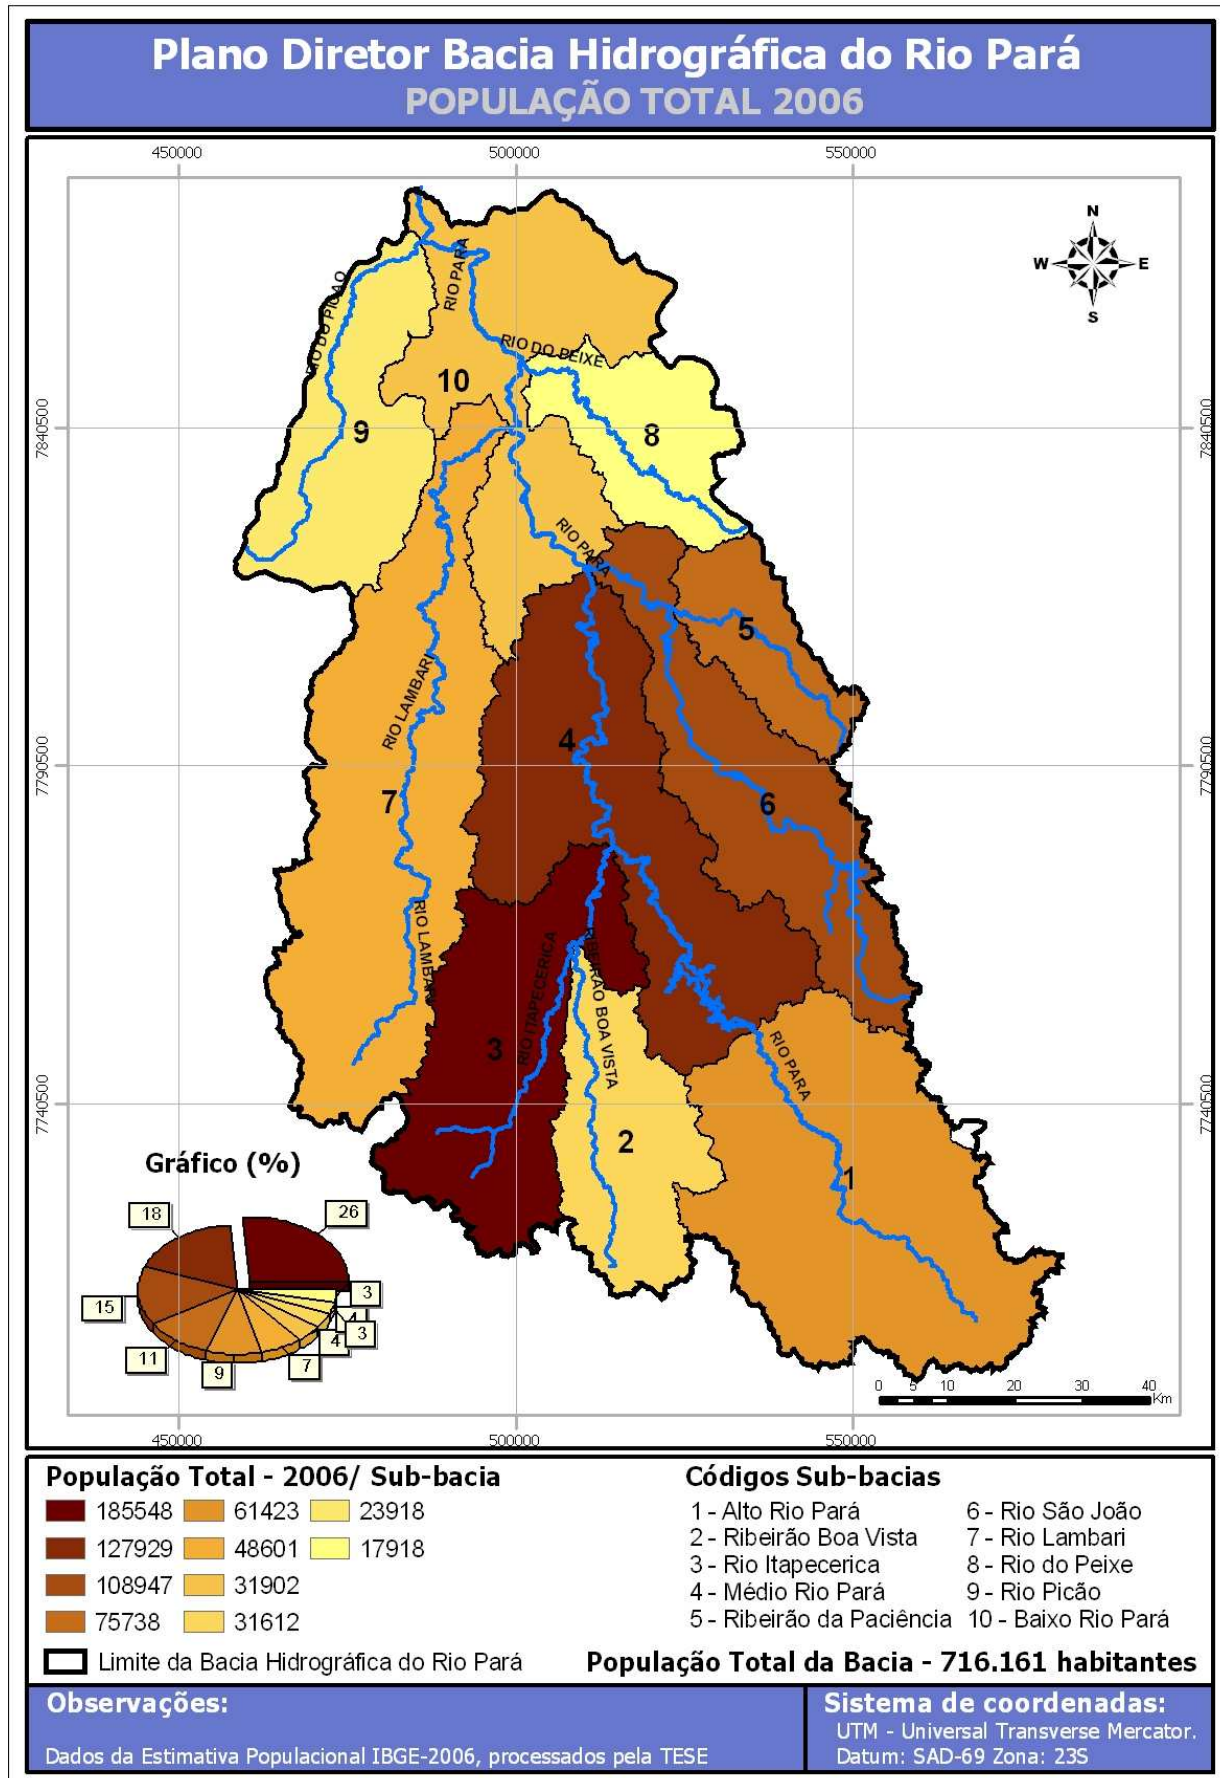 Plano Diretor Bacia Hidrográfica do Rio Pará
POPULAÇÃO TOTAL 2006
450000 500000 550000
N
W E
S
RIO DO PICAO
RIO PARÁ
RIO DO PEIXE
10
9
8
7840500 7840500
RIO PARÁ
5
RIO LAMBARI
4
7790500 7790500
7
6
RIO LAMBARI
RIO ITAPECERICA
RIBEIRÃO BOA VISTA
3
RIO PARÁ
7740500 7740500
2
1
Gráfico (%)
18
26
3
15
4
3
4
11
9
7
0 5 10 20 30 40
Km
450000 500000 550000
População Total - 2006/ Sub-bacia
185548 61423 23918
127929 48601 17918
108947 31902
75738 31612
Limite da Bacia Hidrográfica do Rio Pará
Códigos Sub-bacias
1 - Alto Rio Pará 6 - Rio São João
2 - Ribeirão Boa Vista 7 - Rio Lambari
3 - Rio Itapecerica 8 - Rio do Peixe
4 - Médio Rio Pará 9 - Rio Picão
5 - Ribeirão da Paciência 10 - Baixo Rio Pará
População Total da Bacia - 716.161 habitantes
Observações:
Dados da Estimativa Populacional IBGE-2006, processados pela TESE
Sistema de coordenadas:
UTM - Universal Transverse Mercator.
Datum: SAD-69 Zona: 23S